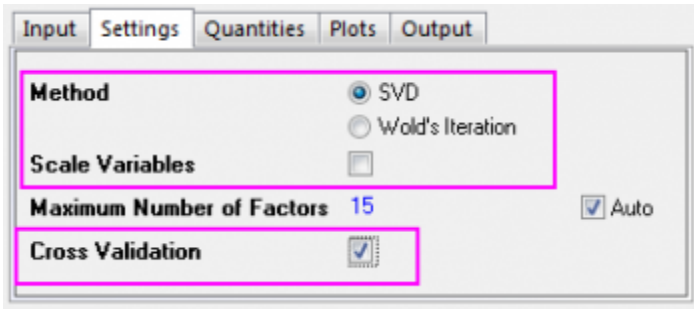 Input Settings Quantities Plots Output
Method SVD
Wold's Iteration
Scale Variables
Maximum Number of Factors 15 Auto
Cross Validation